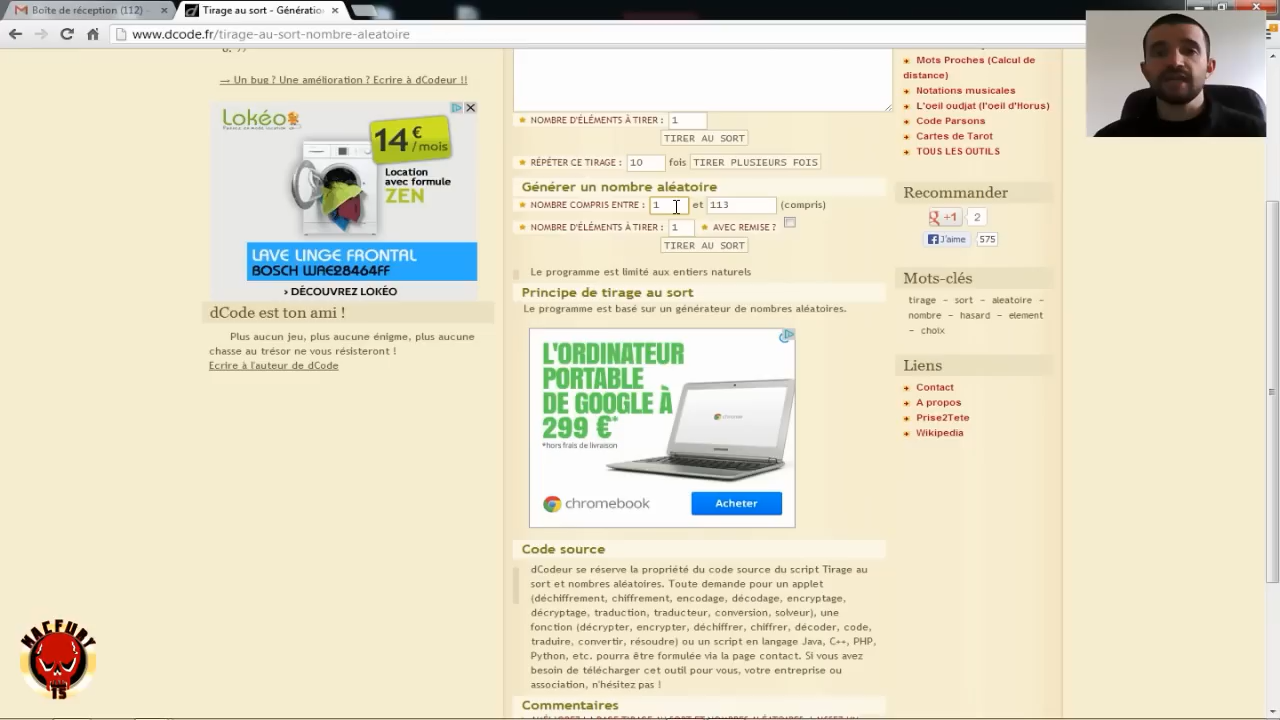 Boîte de réception (112) -
Tirage au sort - Génératio
www.dcode.fr/tirage-au-sort-nombre-aleatoire
→ Un bug ? Une amélioration ? Ecrire à dCodeur !!
Lokéo
14€
/mois
Location
avec formule
ZEN
LAVE LINGE FRONTAL
BOSCH WAE28464FF
› DÉCOUVREZ LOKÉO
dCode est ton ami !
Plus aucun jeu, plus aucune énigme, plus aucune
chasse au trésor ne vous résisteront !
Ecrire à l'auteur de dCode
MACFURY
TS
NOMBRE D'ÉLÉMENTS À TIRER : 1
TIRER AU SORT
RÉPÉTER CE TIRAGE : 10 fois TIRER PLUSIEURS FOIS
Générer un nombre aléatoire
NOMBRE COMPRIS ENTRE : 1 et 113 (compris)
NOMBRE D'ÉLÉMENTS À TIRER : 1 AVEC REMISE ?
TIRER AU SORT
Le programme est limité aux entiers naturels
Principe de tirage au sort
Le programme est basé sur un générateur de nombres aléatoires.
L'ORDINATEUR
PORTABLE
DE GOOGLE À
299 €*
*hors frais de livraison
chrome
chromebook
Acheter
Code source
dCodeur se réserve la propriété du code source du script Tirage au
sort et nombres aléatoires. Toute demande pour un applet
(déchiffrement, chiffrement, encodage, décodage, encryptage,
décryptage, traduction, traducteur, conversion, solveur), une
fonction (décrypter, encrypter, déchiffrer, chiffrer, décoder, code,
traduire, convertir, résoudre) ou un script en langage Java, C++, PHP,
Python, etc. pourra être formulée via la page contact. Si vous avez
besoin de télécharger cet outil pour vous, votre entreprise ou
association, n'hésitez pas !
Commentaires
Mots Proches (Calcul de
distance)
Notations musicales
L'oeil oudjat (l'oeil d'Horus)
Code Parsons
Cartes de Tarot
TOUS LES OUTILS
Recommander
+1 2
J'aime 575
Mots-clés
tirage – sort – aleatoire –
nombre – hasard – element
– choix
Liens
Contact
A propos
Prise2Tete
Wikipedia